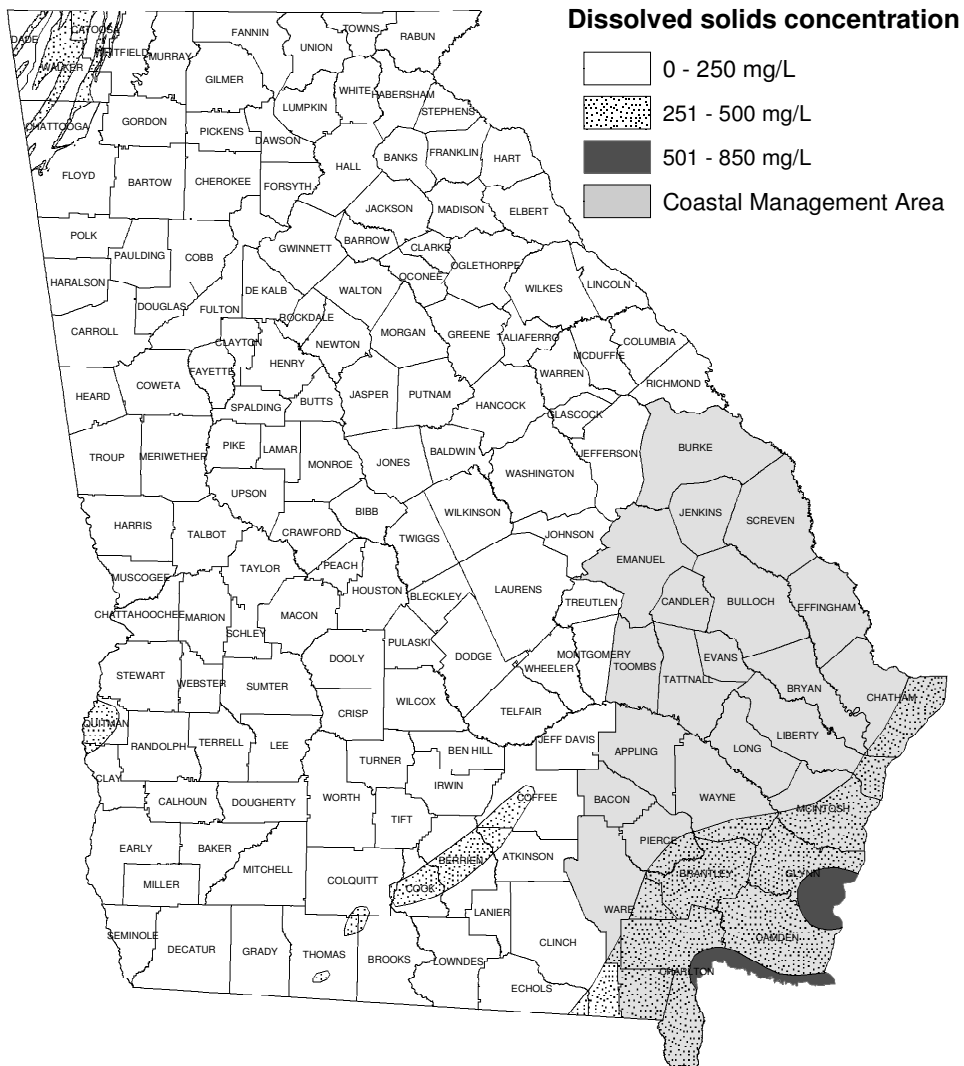 Dissolved solids concentration
0 - 250 mg/L
251 - 500 mg/L
501 - 850 mg/L
Coastal Management Area
DADE
CATOOSA
WHITFIELD
MURRAY
FANNIN
UNION
TOWNS
RABUN
WALKER
GILMER
LUMPKIN
WHITE
HABERSHAM
STEPHENS
CHATTOOGA
GORDON
PICKENS
DAWSON
HALL
BANKS
FRANKLIN
HART
FLOYD
BARTOW
CHEROKEE
FORSYTH
JACKSON
MADISON
ELBERT
POLK
PAULDING
COBB
GWINNETT
BARROW
CLARKE
OCONEE
OGLETHORPE
WILKES
LINCOLN
HARALSON
DOUGLAS
FULTON
DE KALB
ROCKDALE
WALTON
MORGAN
GREENE
TALIAFERRO
MCDUFFIE
COLUMBIA
CARROLL
CLAYTON
FAYETTE
HENRY
NEWTON
WARREN
RICHMOND
HEARD
COWETA
SPALDING
BUTTS
JASPER
PUTNAM
HANCOCK
GLASCOCK
JEFFERSON
BURKE
TROUP
MERIWETHER
PIKE
LAMAR
MONROE
JONES
BALDWIN
WASHINGTON
UPSON
BIBB
WILKINSON
JENKINS
SCREVEN
HARRIS
TALBOT
CRAWFORD
TWIGGS
JOHNSON
EMANUEL
MUSCOGEE
TAYLOR
PEACH
HOUSTON
BLECKLEY
LAURENS
TREUTLEN
CANDLER
BULLOCH
EFFINGHAM
CHATTAHOOCHEE
MARION
SCHLEY
MACON
PULASKI
DODGE
WHEELER
MONTGOMERY
TOOMBS
TATTNALL
EVANS
BRYAN
CHATHAM
STEWART
WEBSTER
SUMTER
DOOLY
CRISP
WILCOX
TELFAIR
JEFF DAVIS
APPLING
LONG
LIBERTY
QUITMAN
RANDOLPH
TERRELL
LEE
TURNER
BEN HILL
IRWIN
COFFEE
BACON
WAYNE
MCINTOSH
CLAY
CALHOUN
DOUGHERTY
WORTH
TIFT
PIERCE
EARLY
BAKER
MITCHELL
COLQUITT
BERRIEN
ATKINSON
BRANTLEY
GLYNN
MILLER
COOK
LANIER
WARE
SEMINOLE
DECATUR
GRADY
THOMAS
BROOKS
LOWNDES
CLINCH
CAMDEN
ECHOLS
CHARLTON